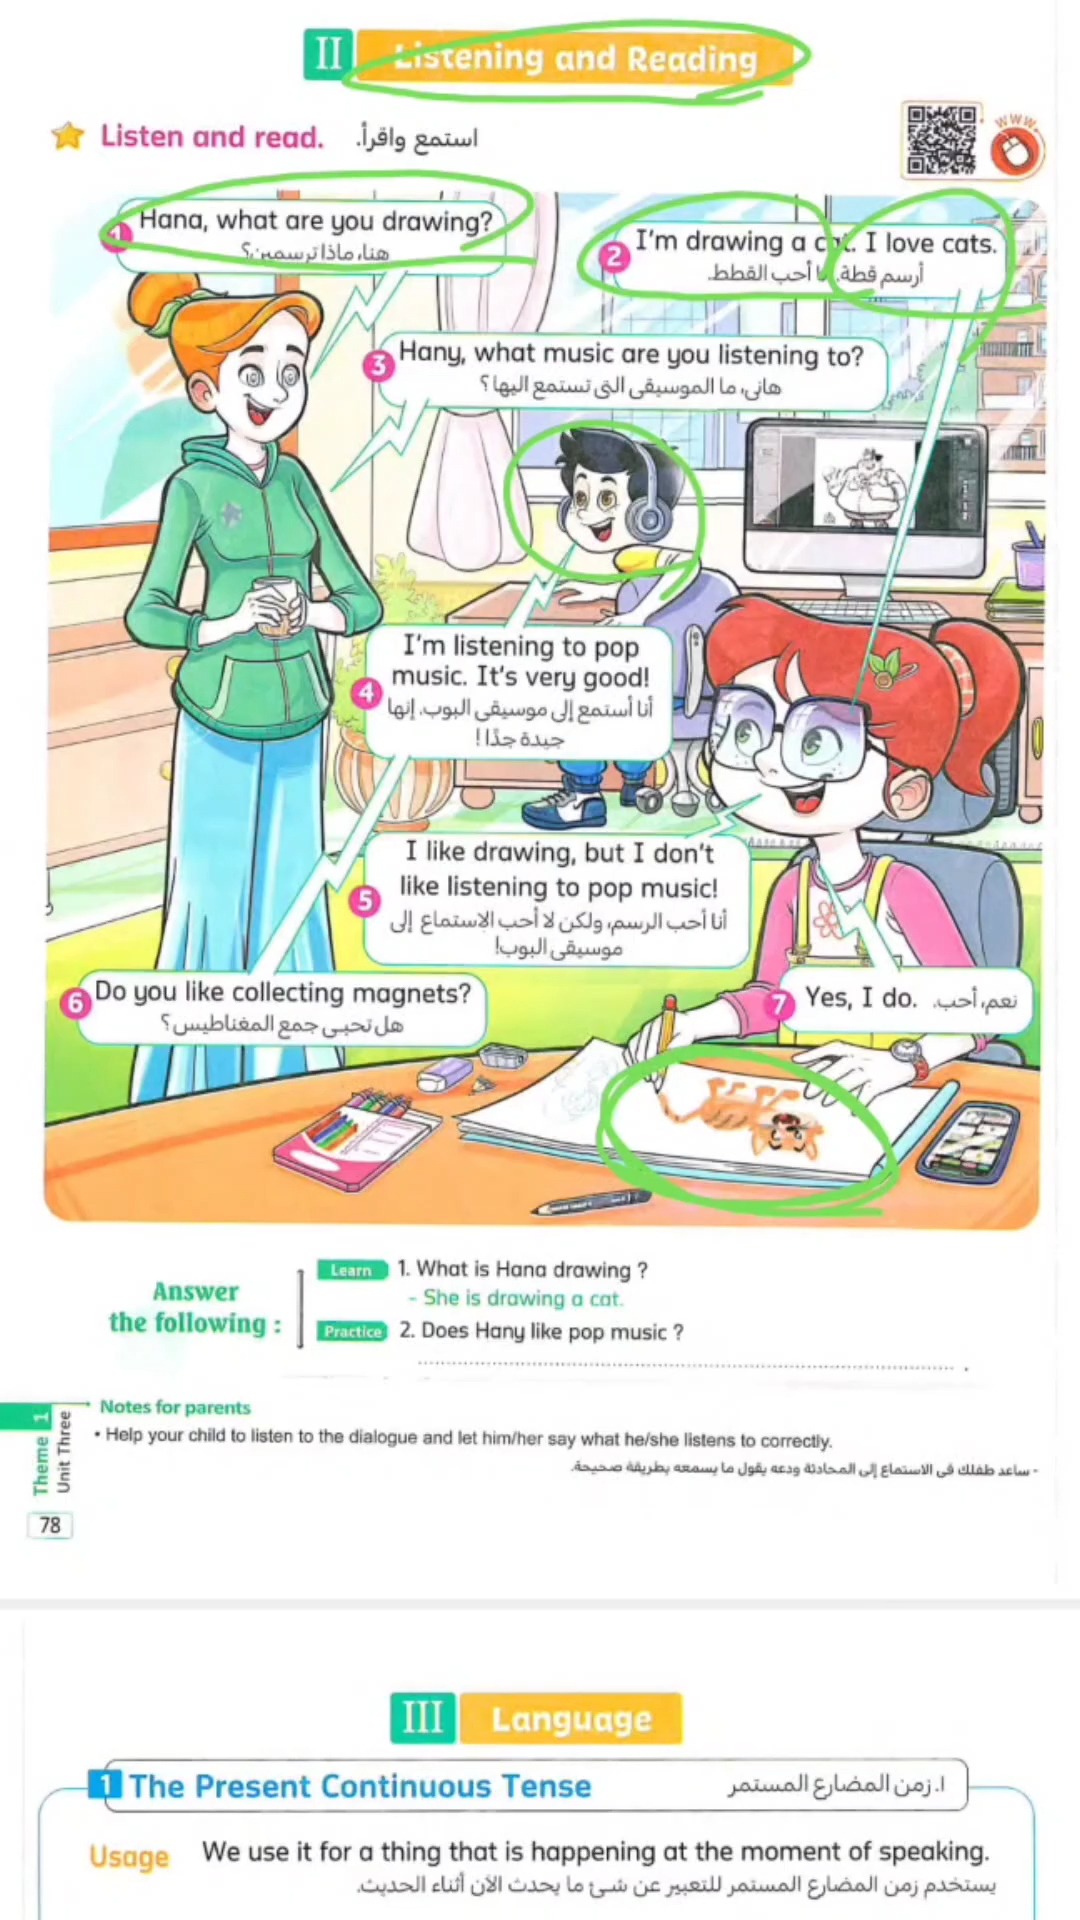 II Listening and Reading
Listen and read. استمع واقرأ.
WWW.
1 Hana, what are you drawing?
هنا، ماذا ترسمين؟
2 I'm drawing a cat. I love cats.
أرسم قطة. أنا أحب القطط.
3 Hany, what music are you listening to?
هانى، ما الموسيقى التى تستمع إليها؟
I'm listening to pop
4 music. It's very good!
أنا أستمع إلى موسيقى البوب. إنها
جيدة جدًا!
I like drawing, but I don't
5 like listening to pop music!
أنا أحب الرسم، ولكن لا أحب الاستماع إلى
موسيقى البوب!
6 Do you like collecting magnets?
هل تحبى جمع المغناطيس؟
7 Yes, I do. نعم، أحب.
Answer
the following :
Learn 1. What is Hana drawing ?
- She is drawing a cat.
Practice 2. Does Hany like pop music ?
Notes for parents
• Help your child to listen to the dialogue and let him/her say what he/she listens to correctly.
- ساعد طفلك فى الاستماع إلى المحادثة ودعه يقول ما يسمعه بطريقة صحيحة.
Theme 1
Unit Three
78
III Language
1 The Present Continuous Tense ١. زمن المضارع المستمر
Usage We use it for a thing that is happening at the moment of speaking.
يستخدم زمن المضارع المستمر للتعبير عن شئ ما يحدث الآن أثناء الحديث.